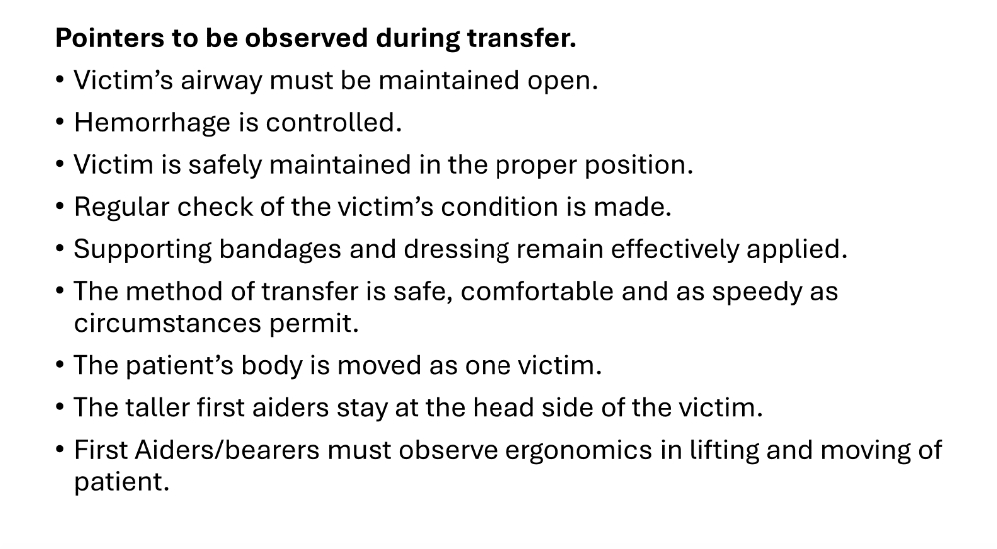 Pointers to be observed during transfer.
• Victim’s airway must be maintained open.
• Hemorrhage is controlled.
• Victim is safely maintained in the proper position.
• Regular check of the victim’s condition is made.
• Supporting bandages and dressing remain effectively applied.
• The method of transfer is safe, comfortable and as speedy as
circumstances permit.
• The patient’s body is moved as one victim.
• The taller first aiders stay at the head side of the victim.
• First Aiders/bearers must observe ergonomics in lifting and moving of
patient.